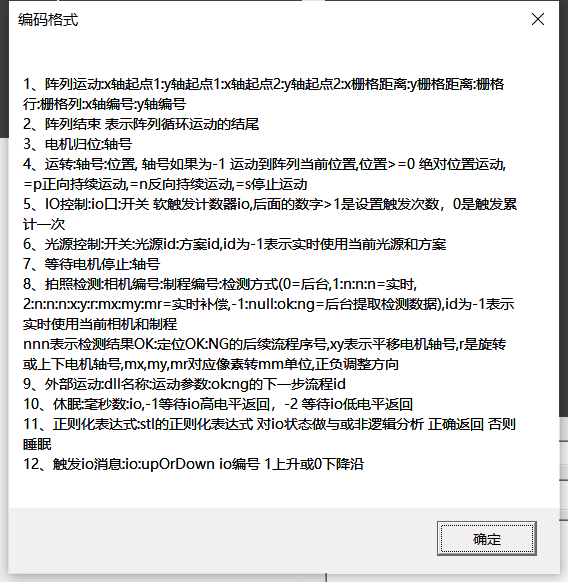 编码格式
1、阵列运动:x轴起点1:y轴起点1:x轴起点2:y轴起点2:x栅格距离:y栅格距离:栅格
行:栅格列:x轴编号:y轴编号
2、阵列结束 表示阵列循环运动的结尾
3、电机归位:轴号
4、运转:轴号:位置, 轴号如果为-1 运动到阵列当前位置,位置>=0 绝对位置运动,
=p正向持续运动,=n反向持续运动,=s停止运动
5、IO控制:io口:开关 软触发计数器io,后面的数字>1是设置触发次数，0是触发累
计一次
6、光源控制:开关:光源id:方案id,id为-1表示实时使用当前光源和方案
7、等待电机停止:轴号
8、拍照检测:相机编号:制程编号:检测方式(0=后台,1:n:n:n=实时,
2:n:n:n:x:y:r:mx:my:mr=实时补偿,-1:null:ok:ng=后台提取检测数据),id为-1表示
实时使用当前相机和制程
nnn表示检测结果OK:定位OK:NG的后续流程序号,xy表示平移电机轴号,r是旋转
或上下电机轴号,mx,my,mr对应像素转mm单位,正负调整方向
9、外部运动:dll名称:运动参数:ok:ng的下一步流程id
10、休眠:毫秒数:io,-1等待io高电平返回，-2 等待io低电平返回
11、正则化表达式:stl的正则化表达式 对io状态做与或非逻辑分析 正确返回 否则
睡眠
12、触发io消息:io:upOrDown io编号 1上升或0下降沿
确定